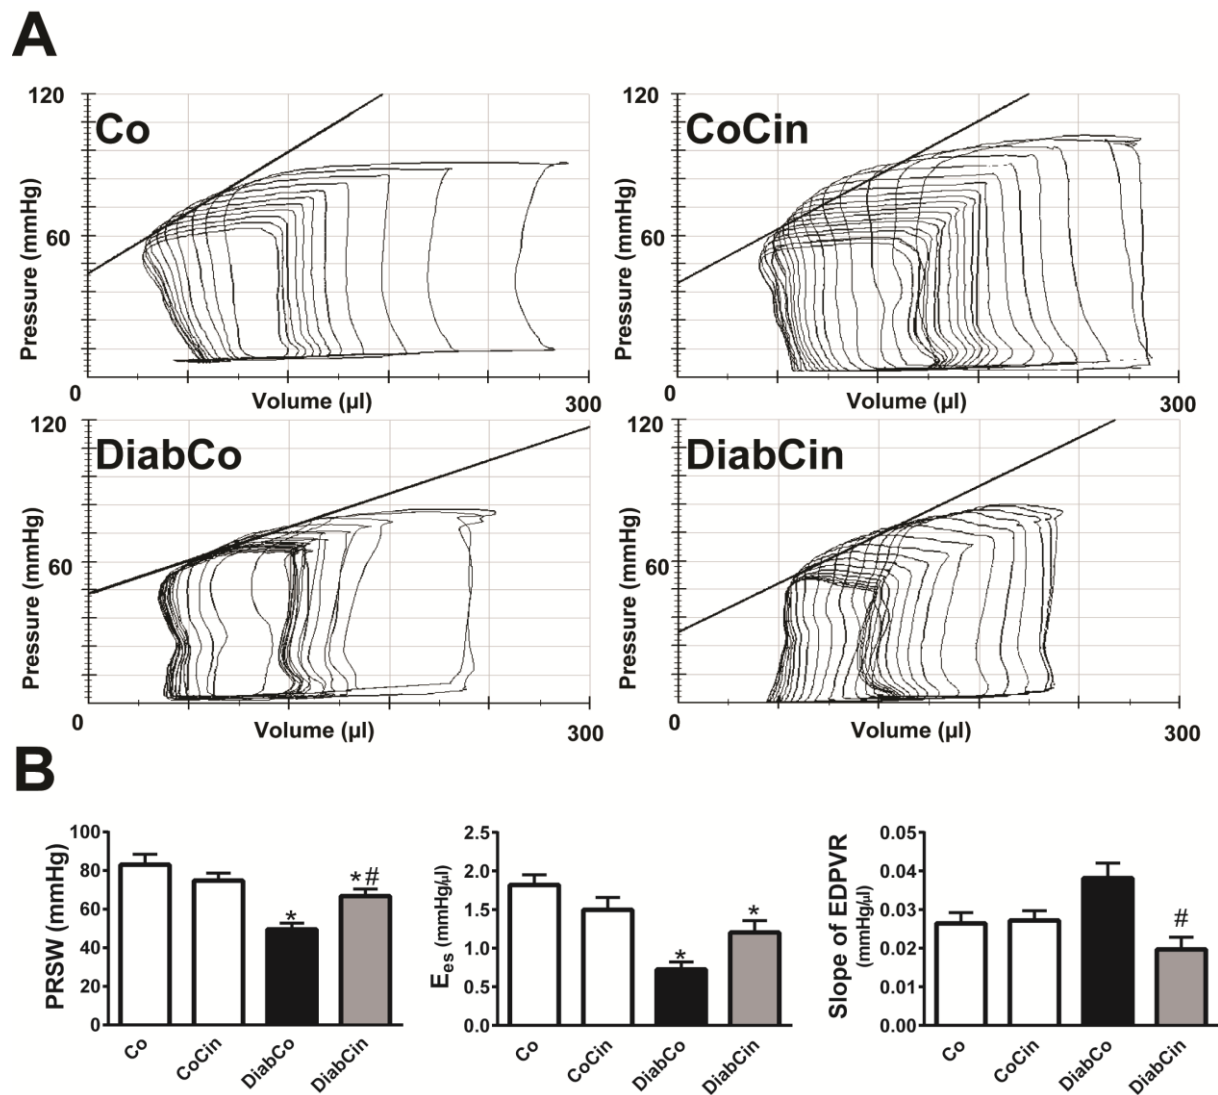 A
120
Co
60
Pressure (mmHg)
0
Volume (µl)
300
120
CoCin
60
Pressure (mmHg)
0
Volume (µl)
300
120
DiabCo
60
Pressure (mmHg)
0
Volume (µl)
300
120
DiabCin
60
Pressure (mmHg)
0
Volume (µl)
300
B
PRSW (mmHg)
100
80
60
40
20
0
*
*#
Co
CoCin
DiabCo
DiabCin
Ees (mmHg/µl)
2.5
2.0
1.5
1.0
0.5
0.0
*
*
Co
CoCin
DiabCo
DiabCin
Slope of EDPVR
(mmHg/µl)
0.05
0.04
0.03
0.02
0.01
0.00
#
Co
CoCin
DiabCo
DiabCin